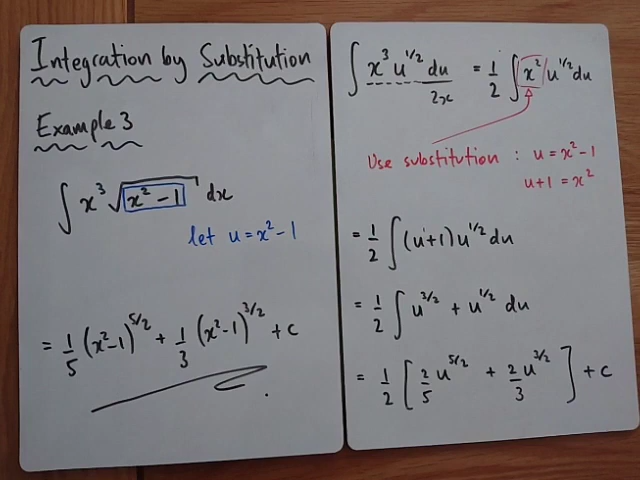 Integration by Substitution
Example 3
∫ x³ √(x² − 1) dx
let u = x² − 1
= 1/5 (x²−1)^5/2 + 1/3 (x²−1)^3/2 + c
∫ x³ u^1/2 du/2x = 1/2 ∫ x² u^1/2 du
Use substitution : u = x² − 1
u + 1 = x²
= 1/2 ∫ (u+1) u^1/2 du
= 1/2 ∫ u^3/2 + u^1/2 du
= 1/2 [ 2/5 u^5/2 + 2/3 u^3/2 ] + c